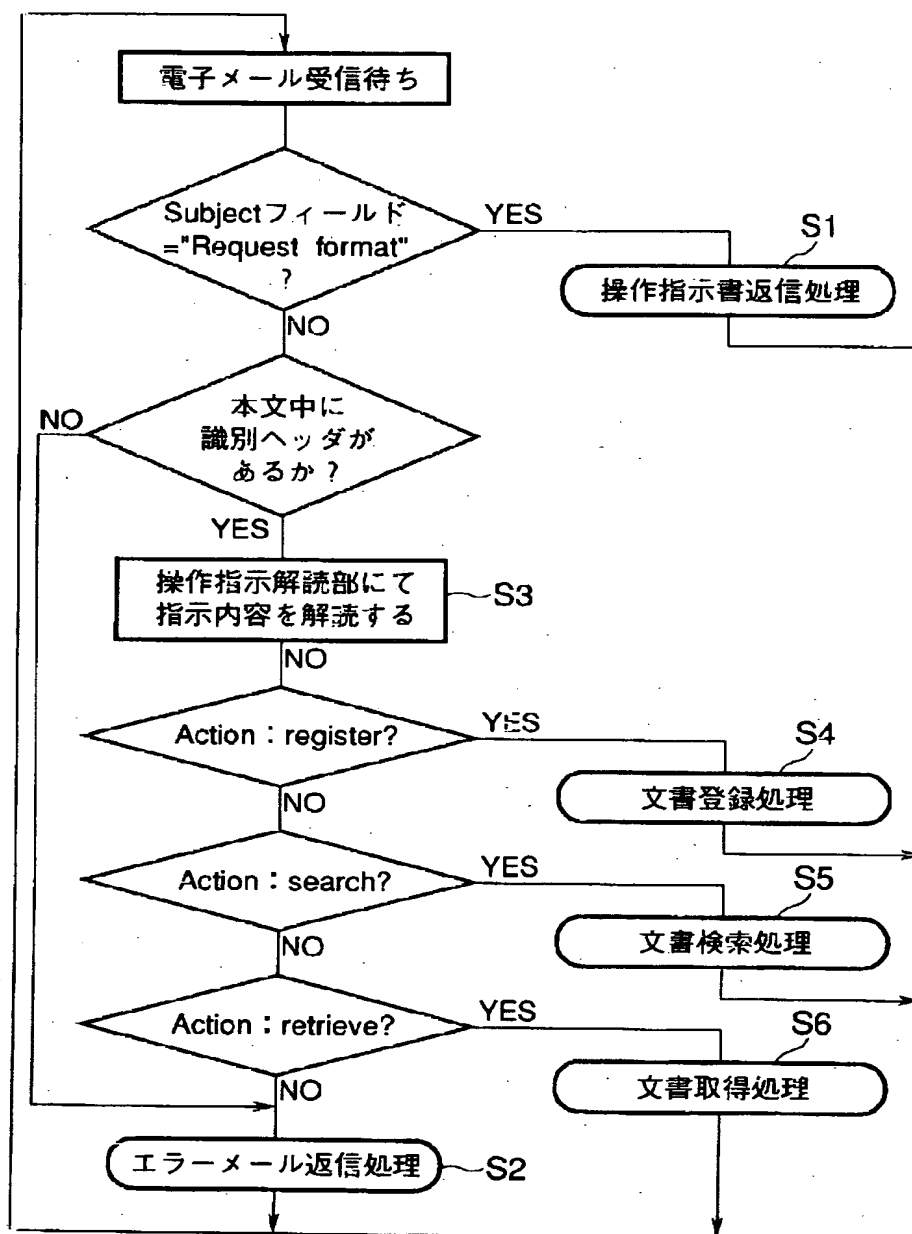 電子メール受信待ち
Subjectフィールド
="Request format"
?
YES
S1
操作指示書返信処理
NO
本文中に
識別ヘッダが
あるか?
NO
YES
操作指示解読部にて
指示内容を解読する
S3
NO
Action:register?
YES
S4
文書登録処理
NO
Action:search?
YES
S5
文書検索処理
NO
Action:retrieve?
YES
S6
文書取得処理
NO
エラーメール返信処理
S2